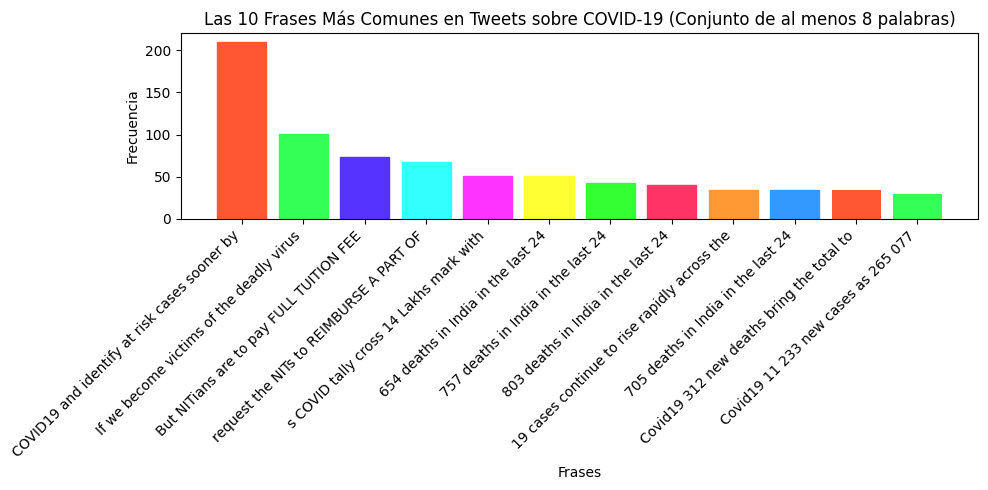 Las 10 Frases Más Comunes en Tweets sobre COVID-19 (Conjunto de al menos 8 palabras)
Frecuencia
200
150
100
50
0
COVID19 and identify at risk cases sooner by
If we become victims of the deadly virus
But NITians are to pay FULL TUITION FEE
request the NITs to REIMBURSE A PART OF
s COVID tally cross 14 Lakhs mark with
654 deaths in India in the last 24
757 deaths in India in the last 24
803 deaths in India in the last 24
19 cases continue to rise rapidly across the
705 deaths in India in the last 24
Covid19 312 new deaths bring the total to
Covid19 11 233 new cases as 265 077
Frases